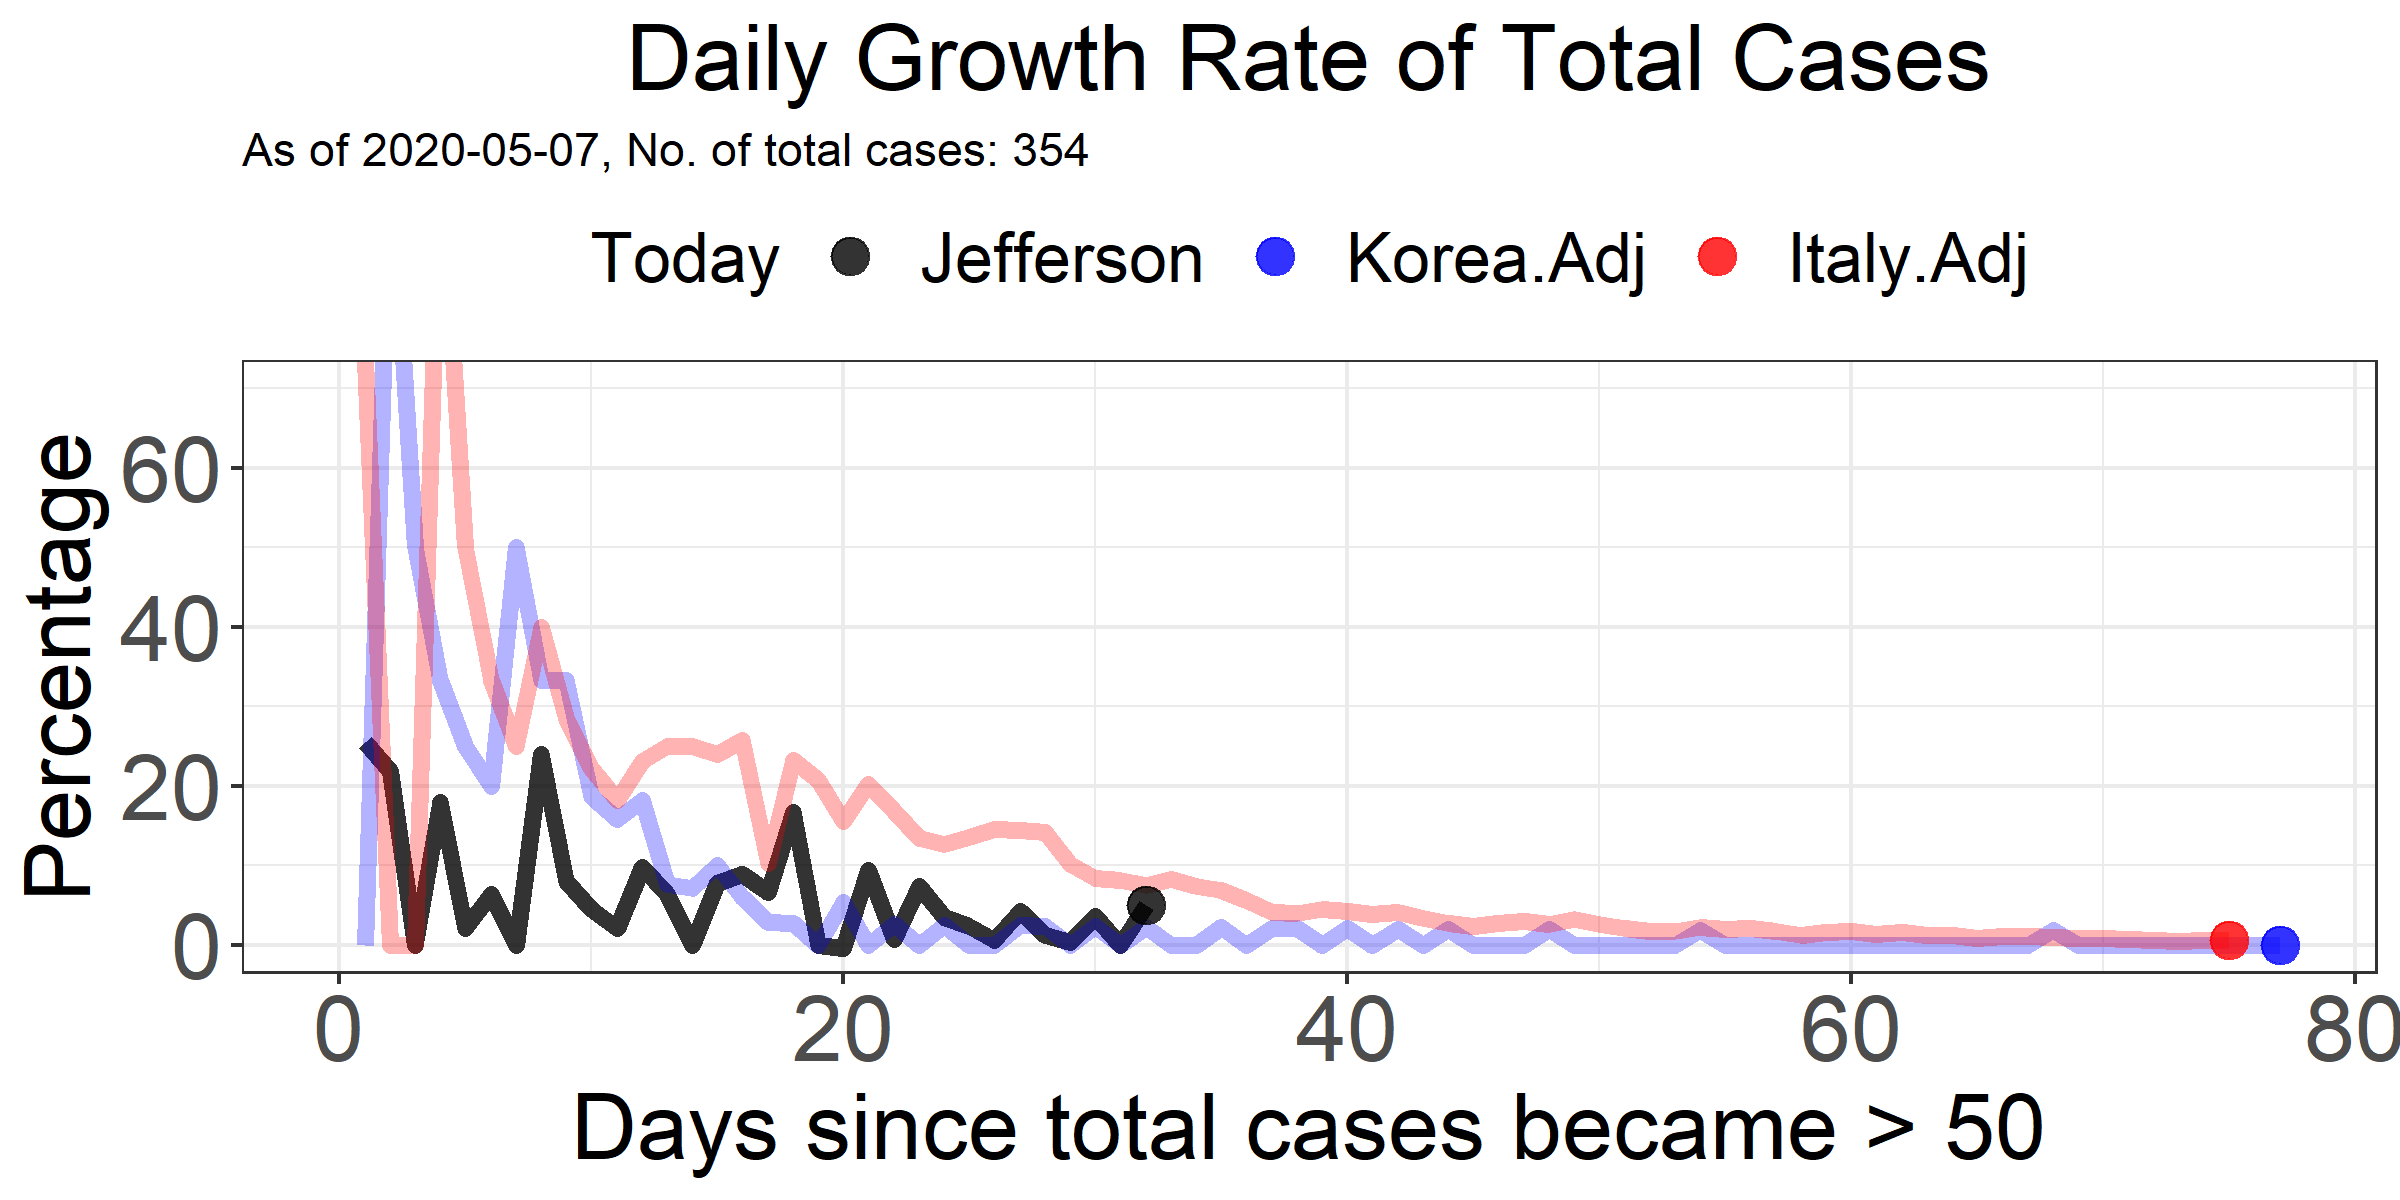 Daily Growth Rate of Total Cases
As of 2020-05-07, No. of total cases: 354
Today Jefferson Korea.Adj Italy.Adj
Percentage
60
40
20
0
0 20 40 60 80
Days since total cases became > 50